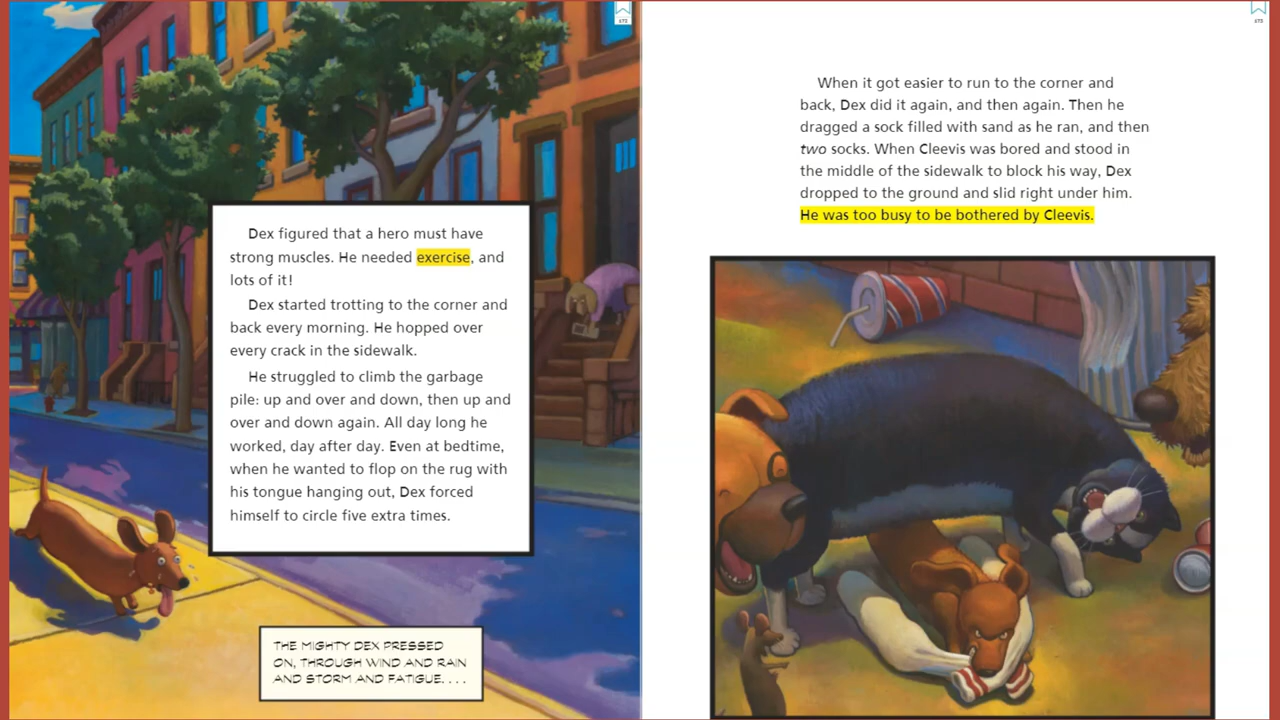 Dex figured that a hero must have
strong muscles. He needed exercise, and
lots of it!
Dex started trotting to the corner and
back every morning. He hopped over
every crack in the sidewalk.
He struggled to climb the garbage
pile: up and over and down, then up and
over and down again. All day long he
worked, day after day. Even at bedtime,
when he wanted to flop on the rug with
his tongue hanging out, Dex forced
himself to circle five extra times.
THE MIGHTY DEX PRESSED
ON, THROUGH WIND AND RAIN
AND STORM AND FATIGUE. . . .
When it got easier to run to the corner and
back, Dex did it again, and then again. Then he
dragged a sock filled with sand as he ran, and then
two socks. When Cleevis was bored and stood in
the middle of the sidewalk to block his way, Dex
dropped to the ground and slid right under him.
He was too busy to be bothered by Cleevis.